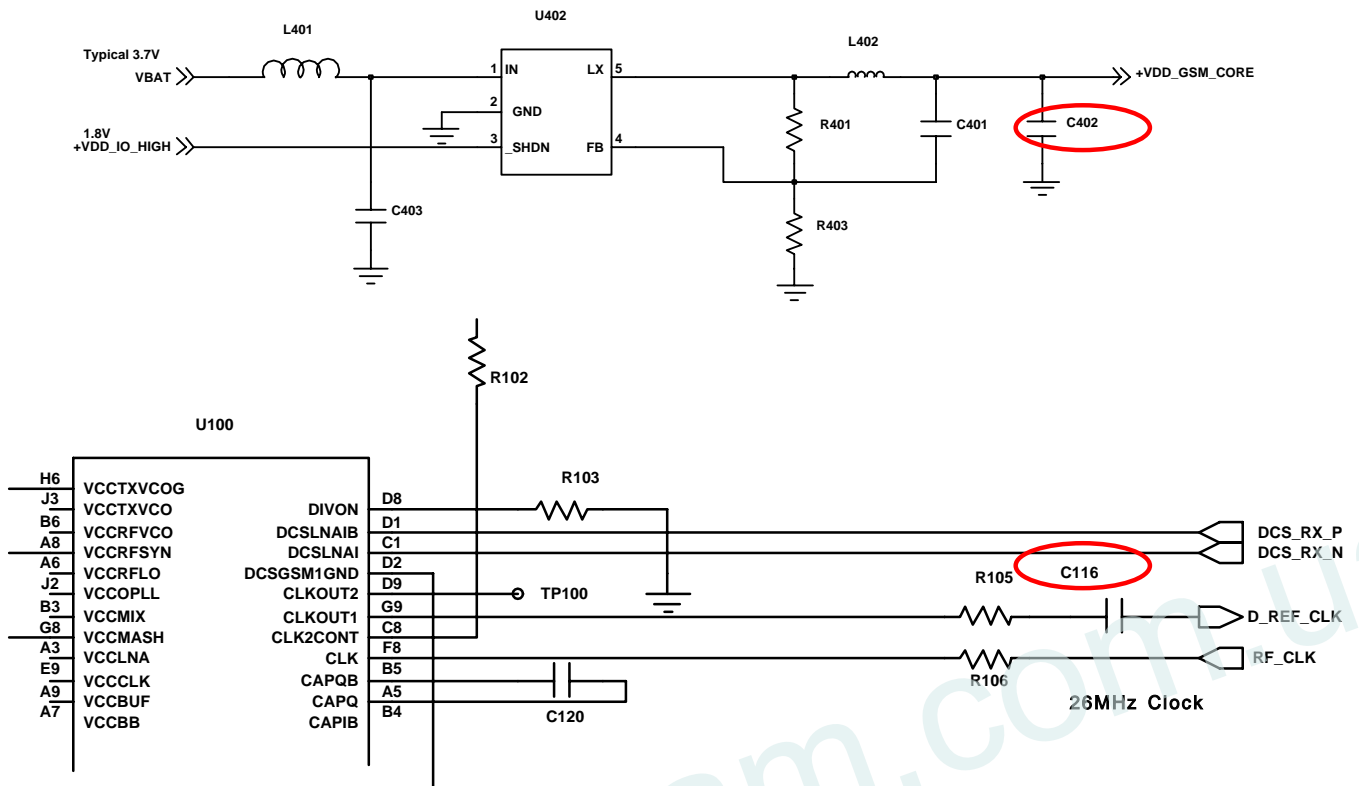 U402
L401
L402
Typical 3.7V
VBAT
1 IN
LX 5
+VDD_GSM_CORE
2 GND
R401
C401
C402
1.8V
+VDD_IO_HIGH
3 _SHDN
FB 4
C403
R403
R102
U100
R103
H6 VCCTXVCOG
J3 VCCTXVCO
B6 VCCRFVCO
A8 VCCRFSYN
A6 VCCRFLO
J2 VCCOPLL
B3 VCCMIX
G8 VCCMASH
A3 VCCLNA
E9 VCCCLK
A9 VCCBUF
A7 VCCBB
DIVON D8
DCSLNAIB D1
DCSLNAI C1
DCSGSM1GND D2
CLKOUT2 D9
CLKOUT1 G9
CLK2CONT C8
CLK F8
CAPQB B5
CAPQ A5
CAPIB B4
TP100
C120
DCS_RX_P
DCS_RX_N
R105
C116
D_REF_CLK
RF_CLK
R106
26MHz Clock